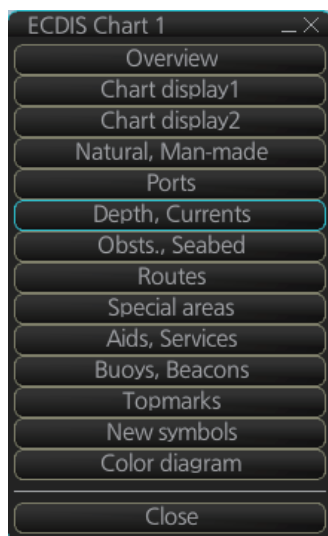 ECDIS Chart 1
Overview
Chart display1
Chart display2
Natural, Man-made
Ports
Depth, Currents
Obsts., Seabed
Routes
Special areas
Aids, Services
Buoys, Beacons
Topmarks
New symbols
Color diagram
Close